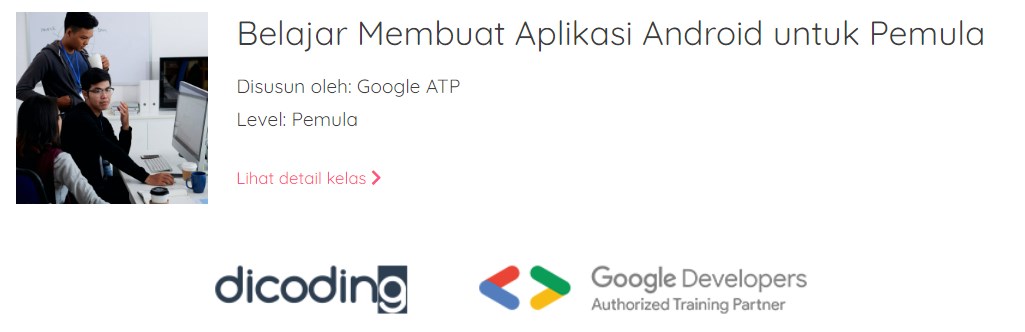 Belajar Membuat Aplikasi Android untuk Pemula
Disusun oleh: Google ATP
Level: Pemula
Lihat detail kelas
dicoding
Google Developers
Authorized Training Partner